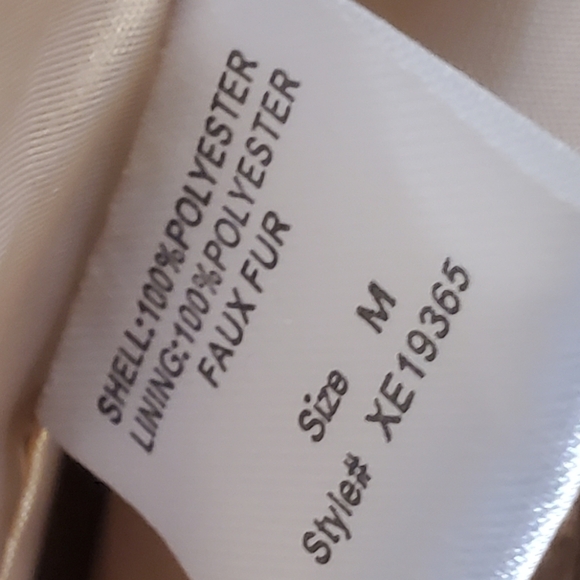 SHELL:100%POLYESTER
LINING:100%POLYESTER
FAUX FUR
Size M
Style# XE19365